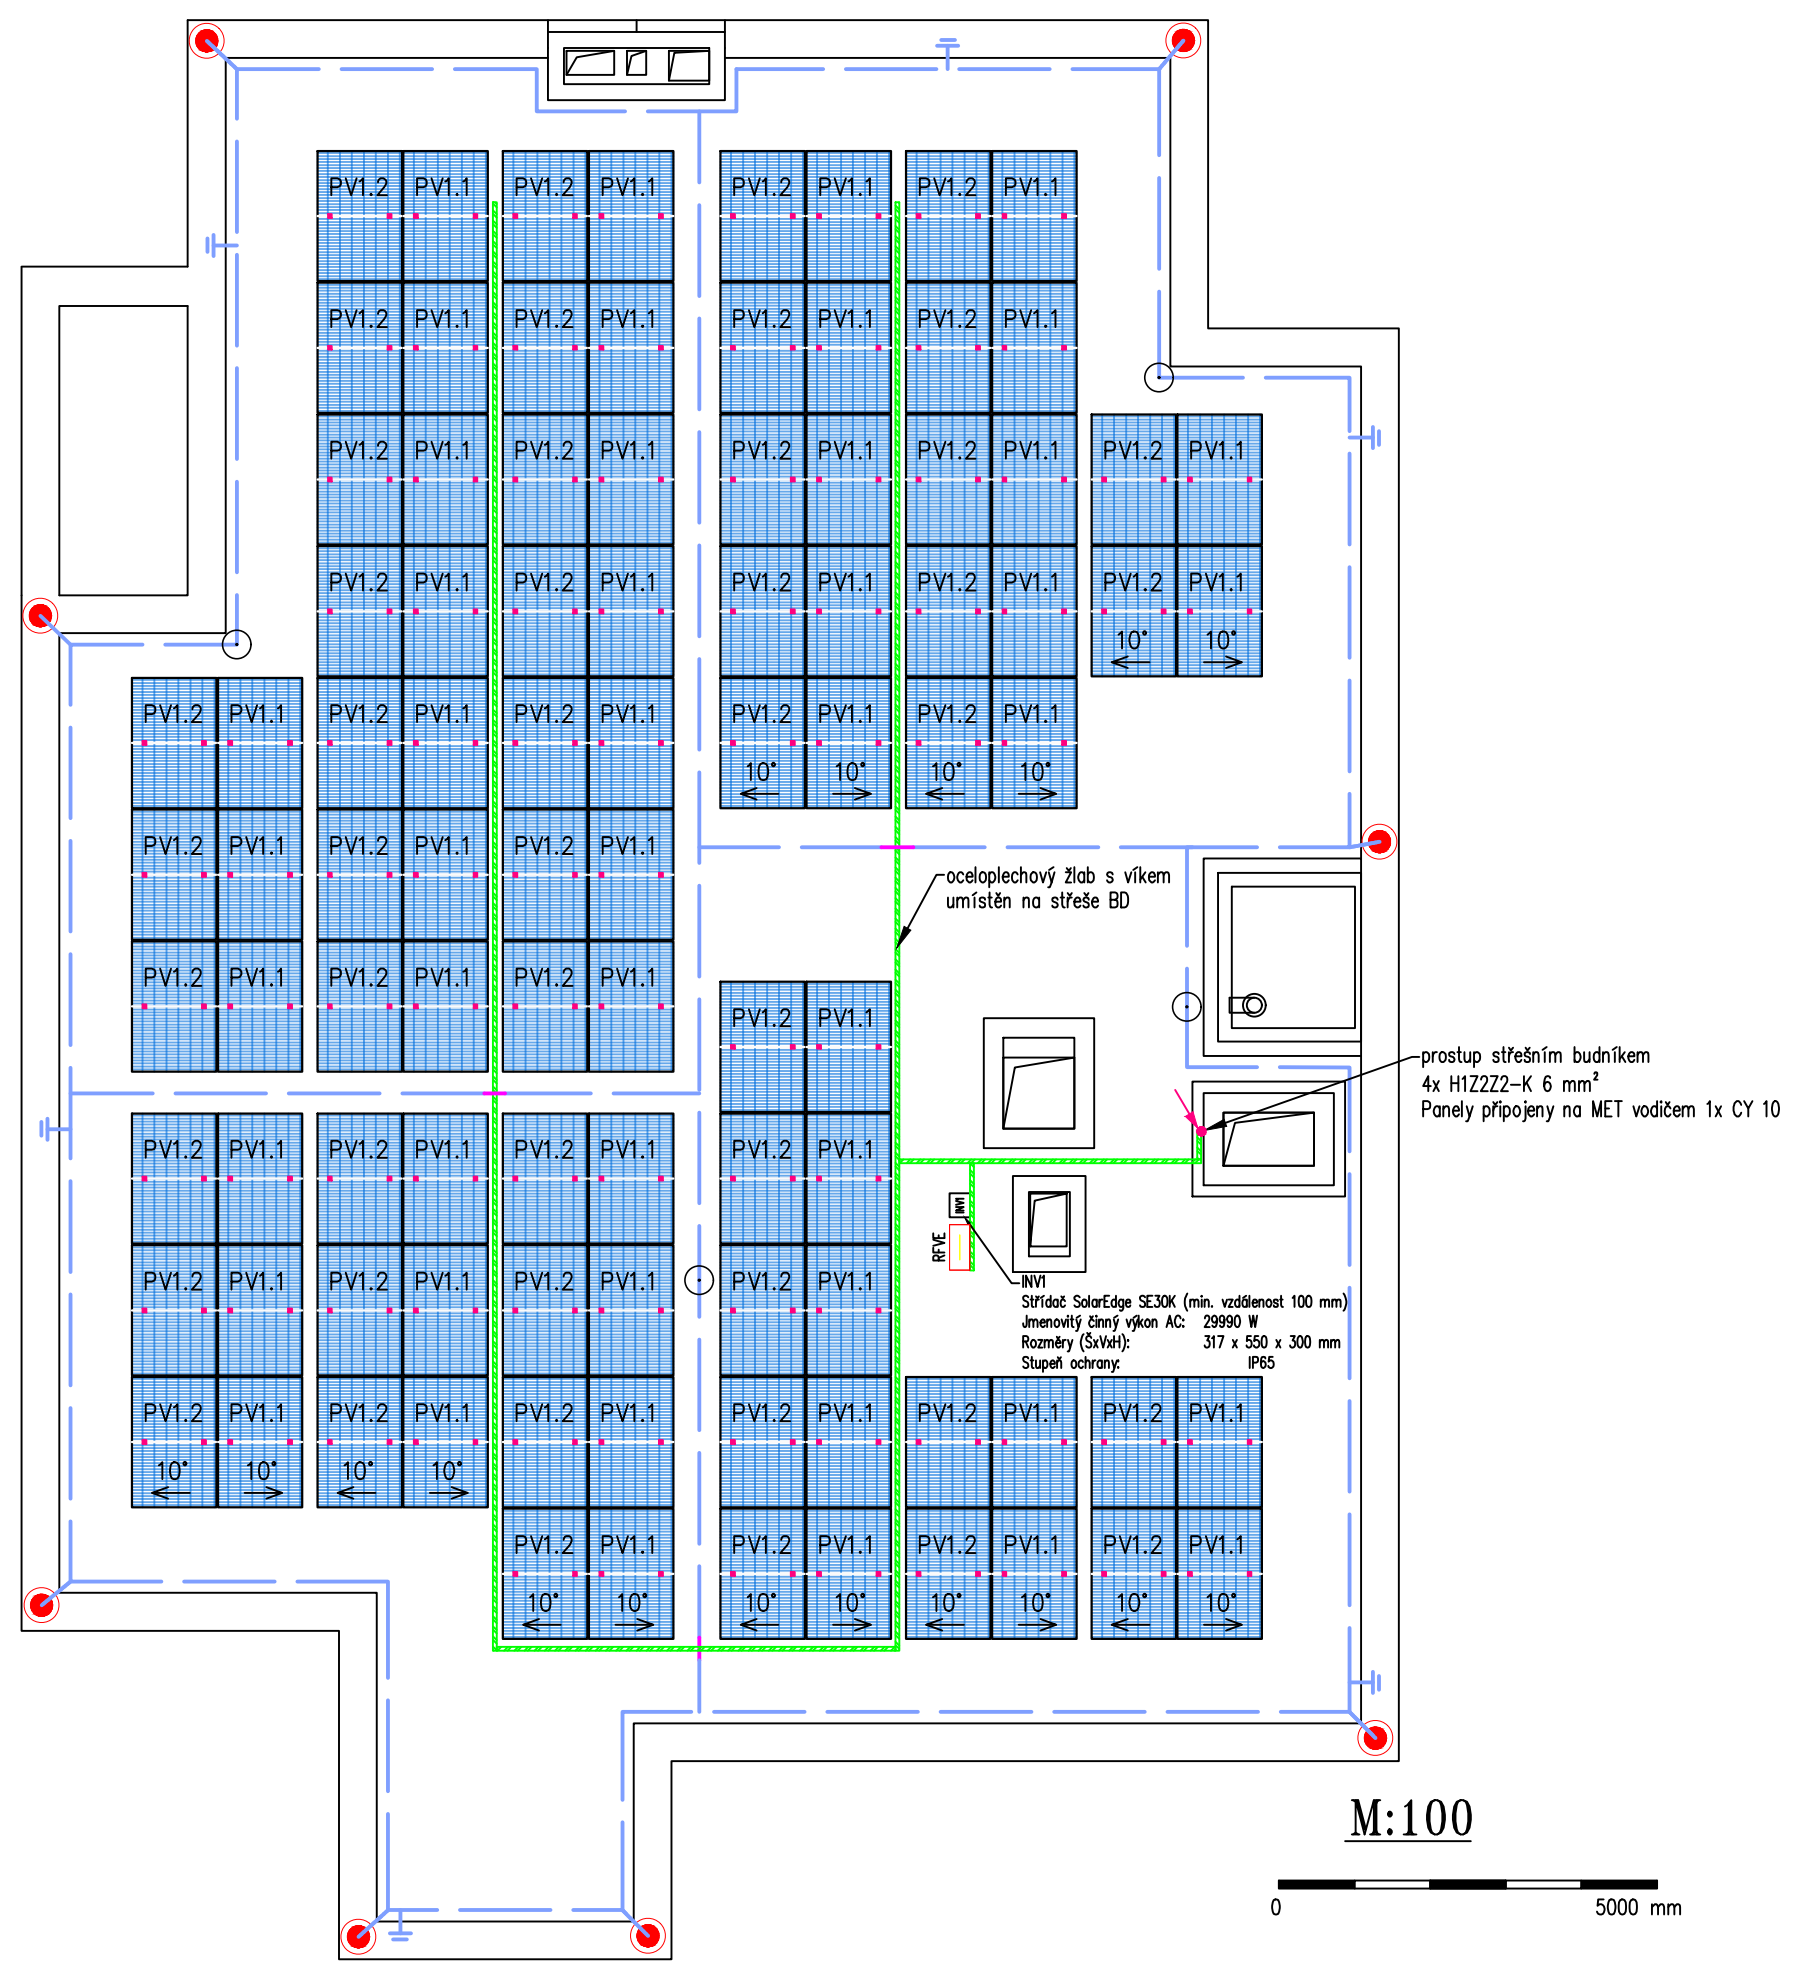 PV1.2 PV1.1 PV1.2 PV1.1 PV1.2 PV1.1 PV1.2 PV1.1
PV1.2 PV1.1 PV1.2 PV1.1 PV1.2 PV1.1 PV1.2 PV1.1
PV1.2 PV1.1 PV1.2 PV1.1 PV1.2 PV1.1 PV1.2 PV1.1 PV1.2 PV1.1
PV1.2 PV1.1 PV1.2 PV1.1 PV1.2 PV1.1 PV1.2 PV1.1 PV1.2 PV1.1
10° 10°
PV1.2 PV1.1 PV1.2 PV1.1 PV1.2 PV1.1 PV1.2 PV1.1 PV1.2 PV1.1
10° 10° 10° 10°
PV1.2 PV1.1 PV1.2 PV1.1 PV1.2 PV1.1
oceloplechový žlab s víkem
umístěn na střeše BD
PV1.2 PV1.1 PV1.2 PV1.1 PV1.2 PV1.1
PV1.2 PV1.1
prostup střešním budníkem
4x H1Z2Z2-K 6 mm²
Panely připojeny na MET vodičem 1x CY 10
PV1.2 PV1.1 PV1.2 PV1.1 PV1.2 PV1.1 PV1.2 PV1.1
INV1
RFVE
PV1.2 PV1.1 PV1.2 PV1.1 PV1.2 PV1.1 PV1.2 PV1.1
INV1
Střídač SolarEdge SE30K (min. vzdálenost 100 mm)
Jmenovitý činný výkon AC: 29990 W
Rozměry (ŠxVxH): 317 x 550 x 300 mm
Stupeň ochrany: IP65
PV1.2 PV1.1 PV1.2 PV1.1 PV1.2 PV1.1 PV1.2 PV1.1 PV1.2 PV1.1 PV1.2 PV1.1
10° 10° 10° 10°
PV1.2 PV1.1 PV1.2 PV1.1 PV1.2 PV1.1 PV1.2 PV1.1
10° 10° 10° 10° 10° 10° 10° 10°
M:100
0 5000 mm